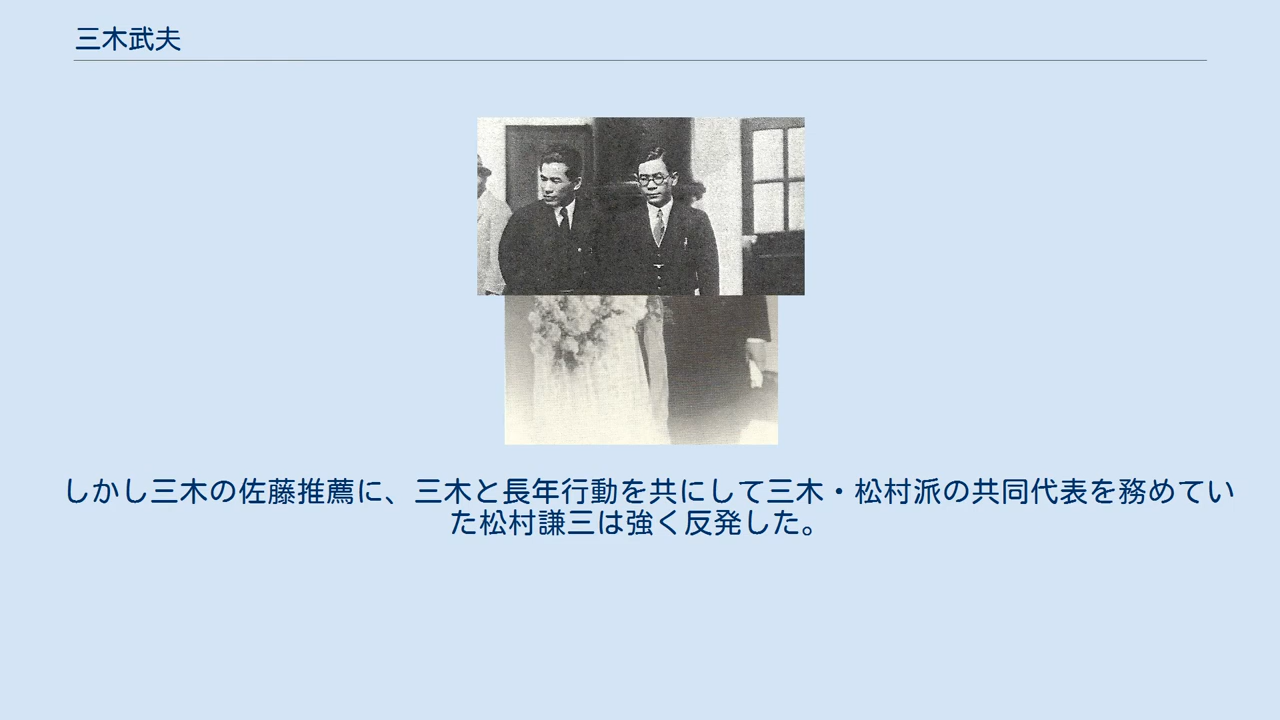 三木武夫
しかし三木の佐藤推薦に、三木と長年行動を共にして三木・松村派の共同代表を務めてい
た松村謙三は強く反発した。